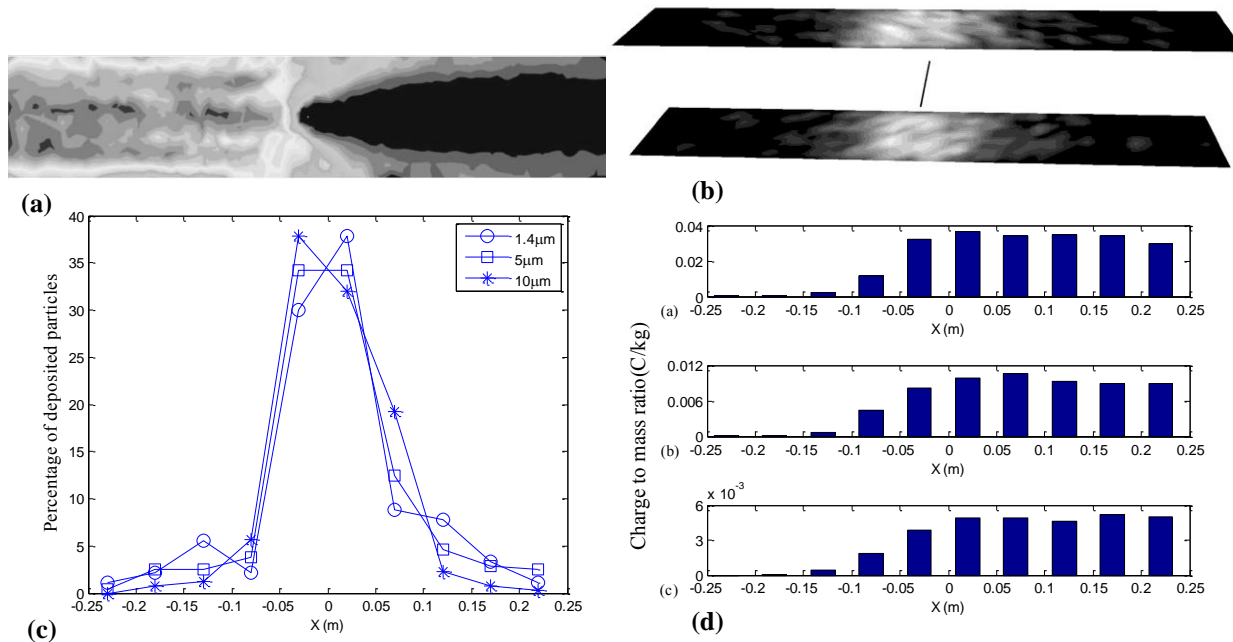 (a)
(b)
40
35
30
25
20
15
10
5
0
Percentage of deposited particles
1.4μm
5μm
10μm
-0.25 -0.2 -0.15 -0.1 -0.05 0 0.05 0.1 0.15 0.2 0.25
X (m)
(c)
Charge to mass ratio(C/kg)
0.04
0.02
0
(a)
-0.25 -0.2 -0.15 -0.1 -0.05 0 0.05 0.1 0.15 0.2 0.25
X (m)
0.012
0.006
0
(b)
-0.25 -0.2 -0.15 -0.1 -0.05 0 0.05 0.1 0.15 0.2 0.25
X (m)
x 10⁻³
6
3
0
(c)
-0.25 -0.2 -0.15 -0.1 -0.05 0 0.05 0.1 0.15 0.2 0.25
X (m)
(d)